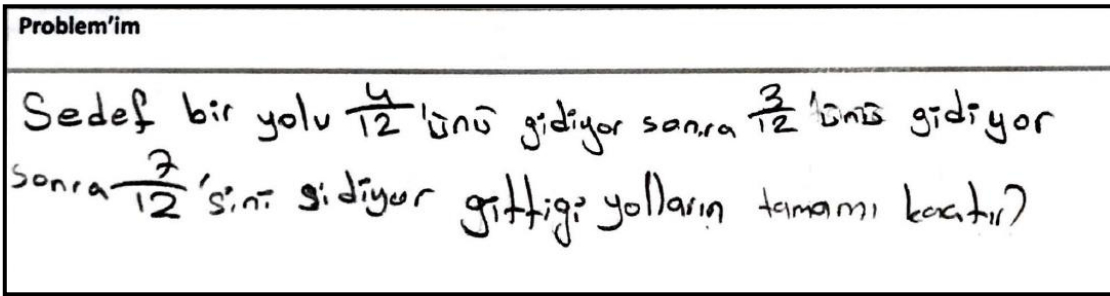 Problem'im
Sedef bir yolu 4/12'ünü gidiyor sonra 3/12'ünü gidiyor
sonra 7/12'sini gidiyor gittiği yolların tamamı kaçtır?